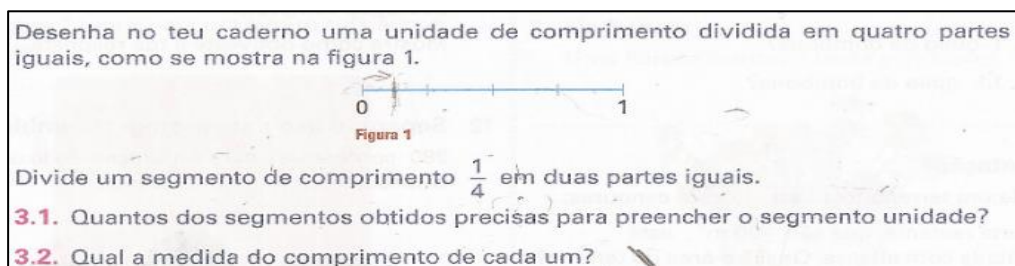 Desenha no teu caderno uma unidade de comprimento dividida em quatro partes
iguais, como se mostra na figura 1.
0 1
Figura 1
Divide um segmento de comprimento 1/4 em duas partes iguais.
3.1. Quantos dos segmentos obtidos precisas para preencher o segmento unidade?
3.2. Qual a medida do comprimento de cada um?